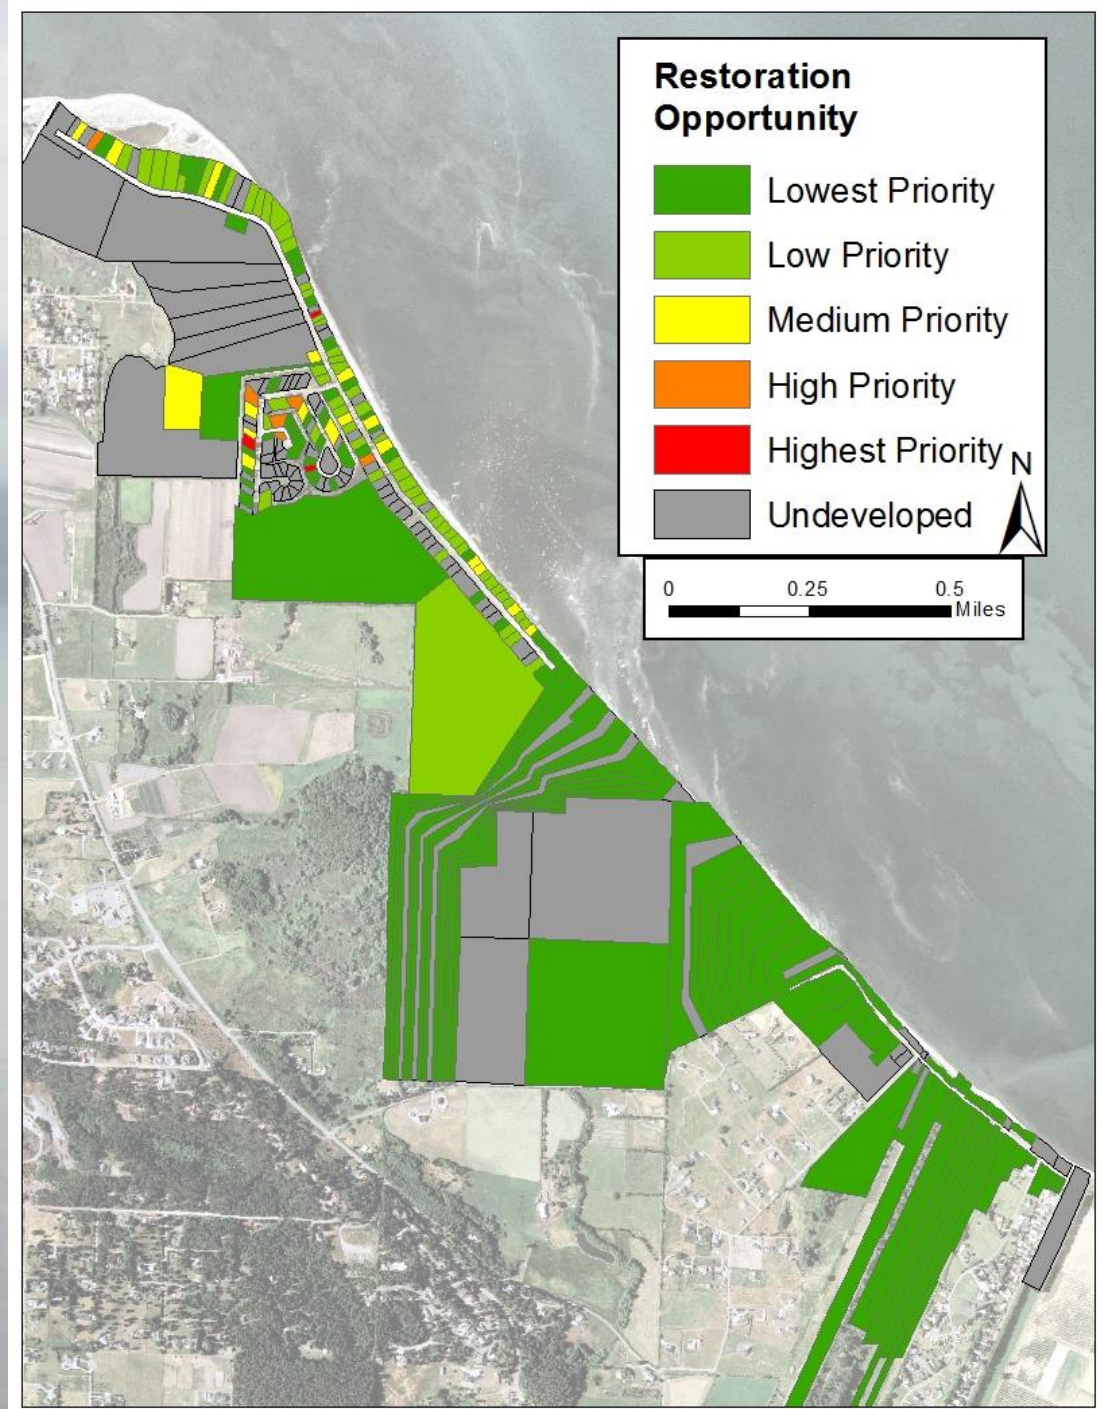 Restoration
Opportunity
Lowest Priority
Low Priority
Medium Priority
High Priority
Highest Priority
Undeveloped
N
0 0.25 0.5
Miles